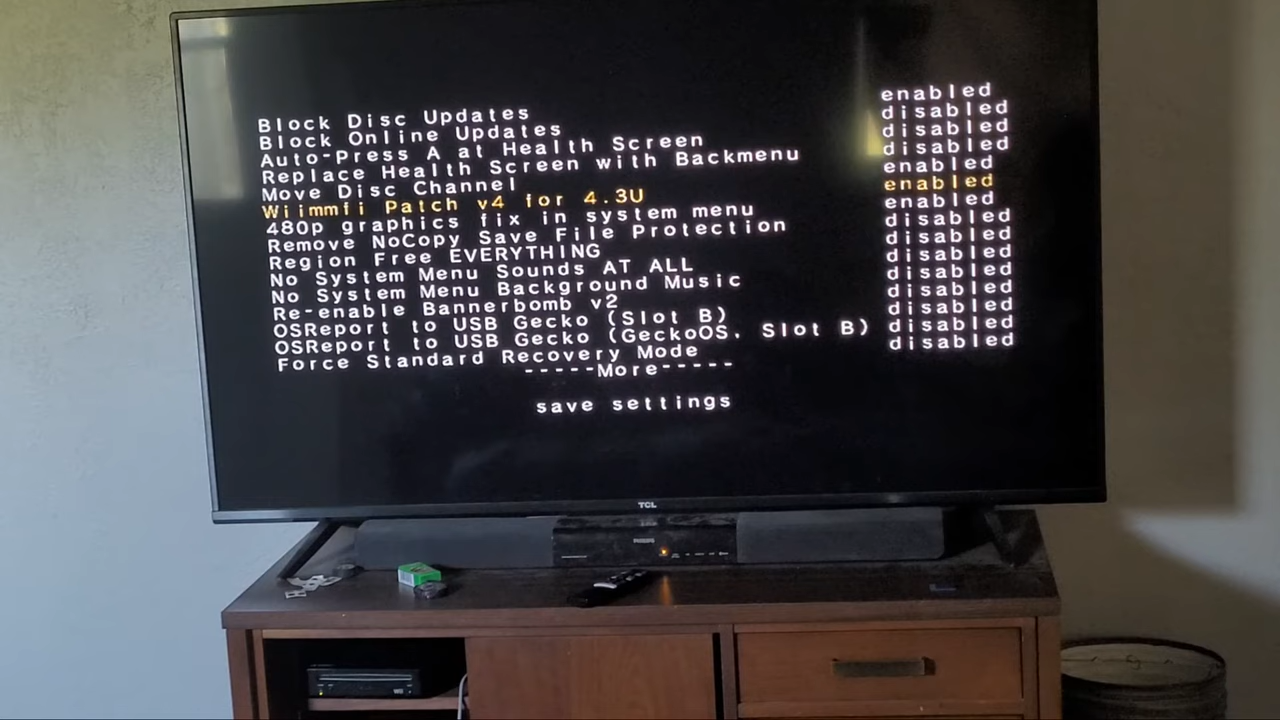 Block Disc Updates enabled
Block Online Updates disabled
Auto-Press A at Health Screen disabled
Replace Health Screen with Backmenu disabled
Move Disc Channel enabled
Wiimmfi Patch v4 for 4.3U enabled
480p graphics fix in system menu enabled
Remove NoCopy Save File Protection disabled
Region Free EVERYTHING disabled
No System Menu Sounds AT ALL disabled
No System Menu Background Music disabled
Re-enable Bannerbomb v2 disabled
OSReport to USB Gecko (Slot B) disabled
OSReport to USB Gecko (GeckoOS, Slot B) disabled
Force Standard Recovery Mode disabled
-----More-----
save settings
TCL
PHILIPS
Wii